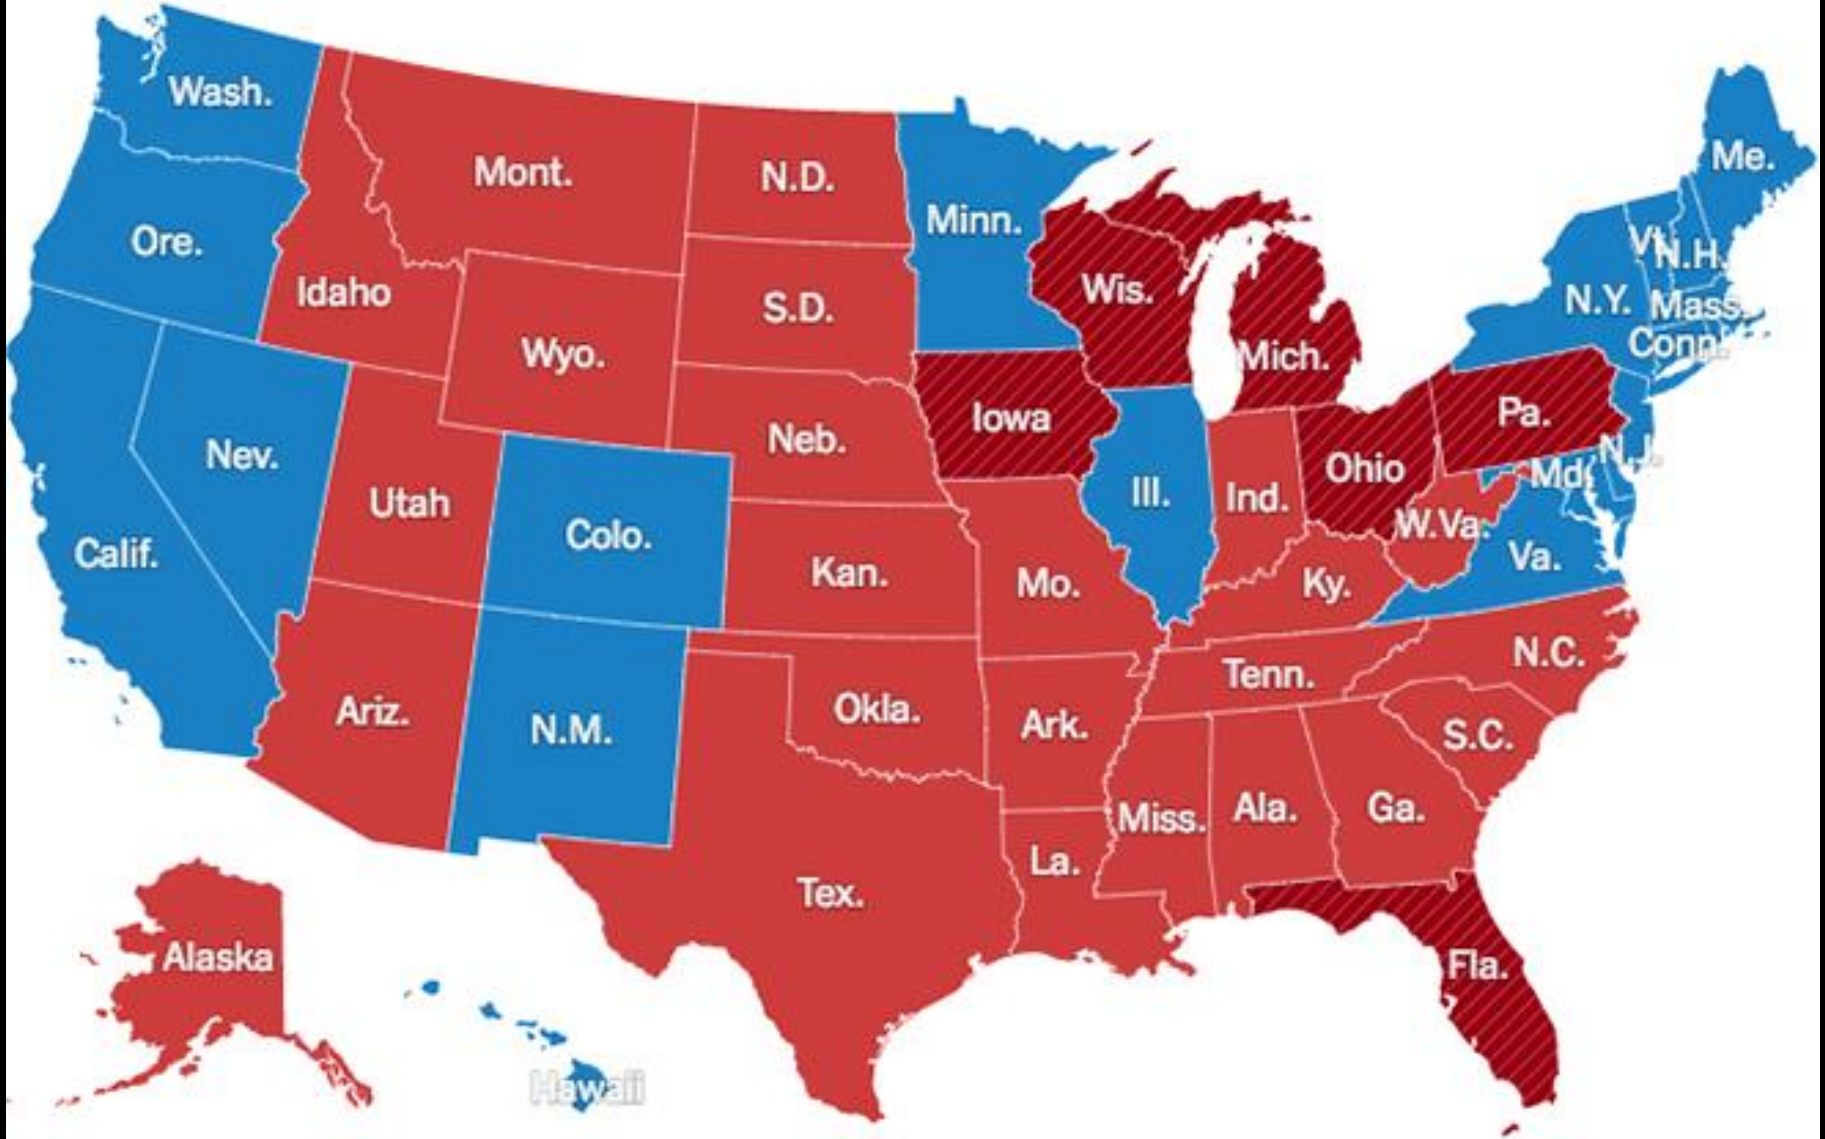 Wash.
Me.
Mont.
N.D.
Minn.
Ore.
Vt.
N.H.
Idaho
Wis.
N.Y.
Mass.
S.D.
Conn.
Wyo.
Mich.
Iowa
Pa.
Neb.
Nev.
N.J.
Ohio
Md.
Utah
Ill.
Ind.
W.Va.
Colo.
Calif.
Va.
Kan.
Mo.
Ky.
N.C.
Tenn.
Ariz.
Okla.
N.M.
Ark.
S.C.
Miss.
Ala.
Ga.
La.
Tex.
Alaska
Fla.
Hawaii